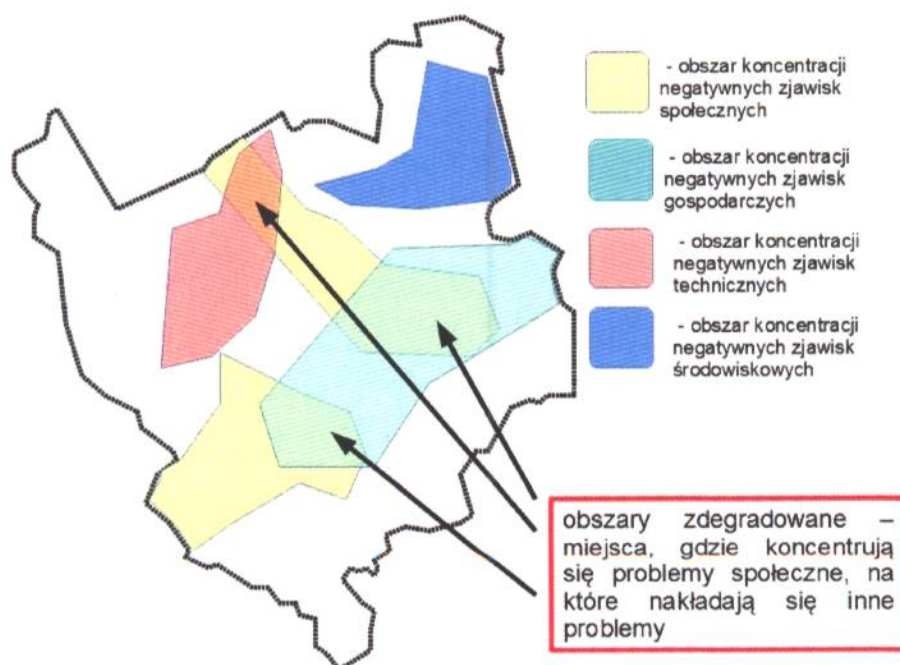 - obszar koncentracji
negatywnych zjawisk
społecznych
- obszar koncentracji
negatywnych zjawisk
gospodarczych
- obszar koncentracji
negatywnych zjawisk
technicznych
- obszar koncentracji
negatywnych zjawisk
środowiskowych
obszary zdegradowane –
miejsca, gdzie koncentrują
się problemy społeczne, na
które nakładają się inne
problemy